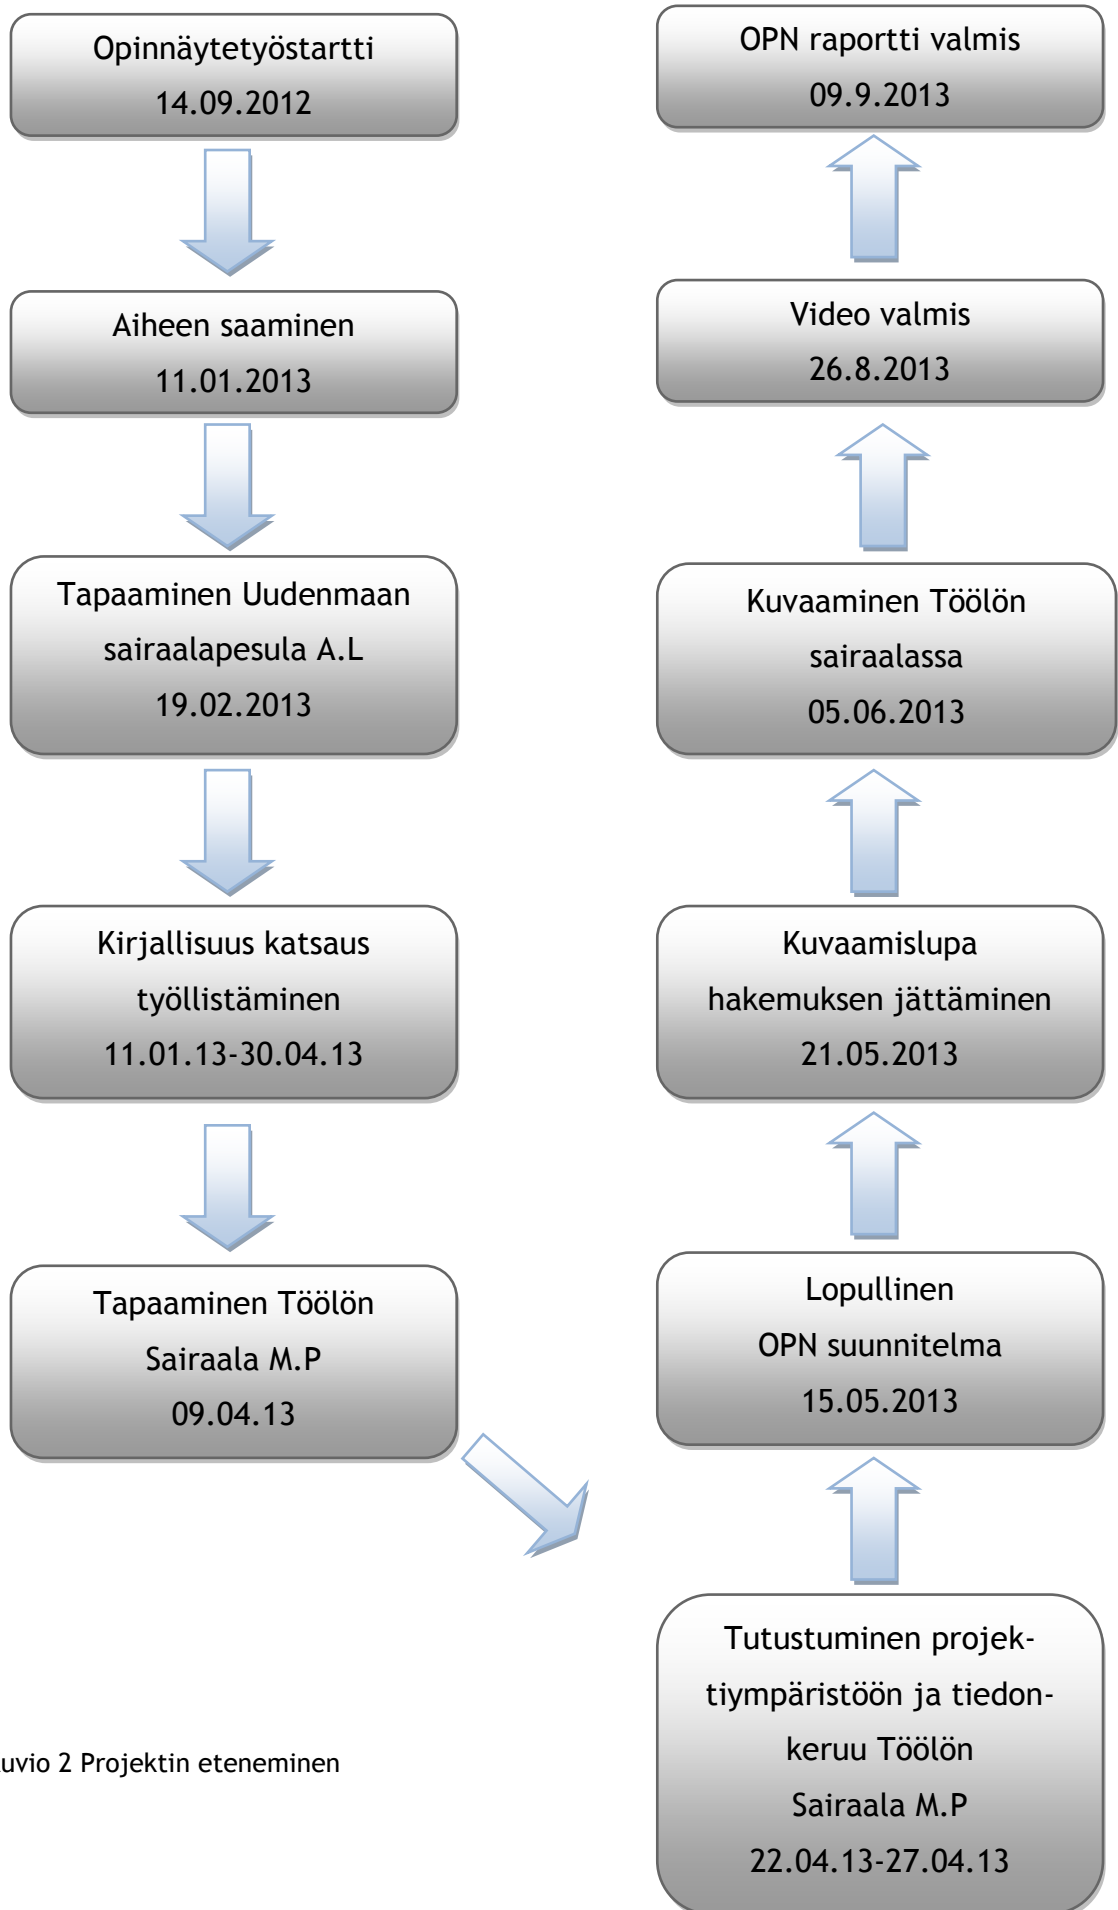 Opinnäytetyöstartti
14.09.2012
Aiheen saaminen
11.01.2013
Tapaaminen Uudenmaan
sairaalapesula A.L
19.02.2013
Kirjallisuus katsaus
työllistäminen
11.01.13-30.04.13
Tapaaminen Töölön
Sairaala M.P
09.04.13
Tutustuminen projek-
tiympäristöön ja tiedon-
keruu Töölön
Sairaala M.P
22.04.13-27.04.13
Lopullinen
OPN suunnitelma
15.05.2013
Kuvaamislupa
hakemuksen jättäminen
21.05.2013
Kuvaaminen Töölön
sairaalassa
05.06.2013
Video valmis
26.8.2013
OPN raportti valmis
09.9.2013
uvio 2 Projektin eteneminen